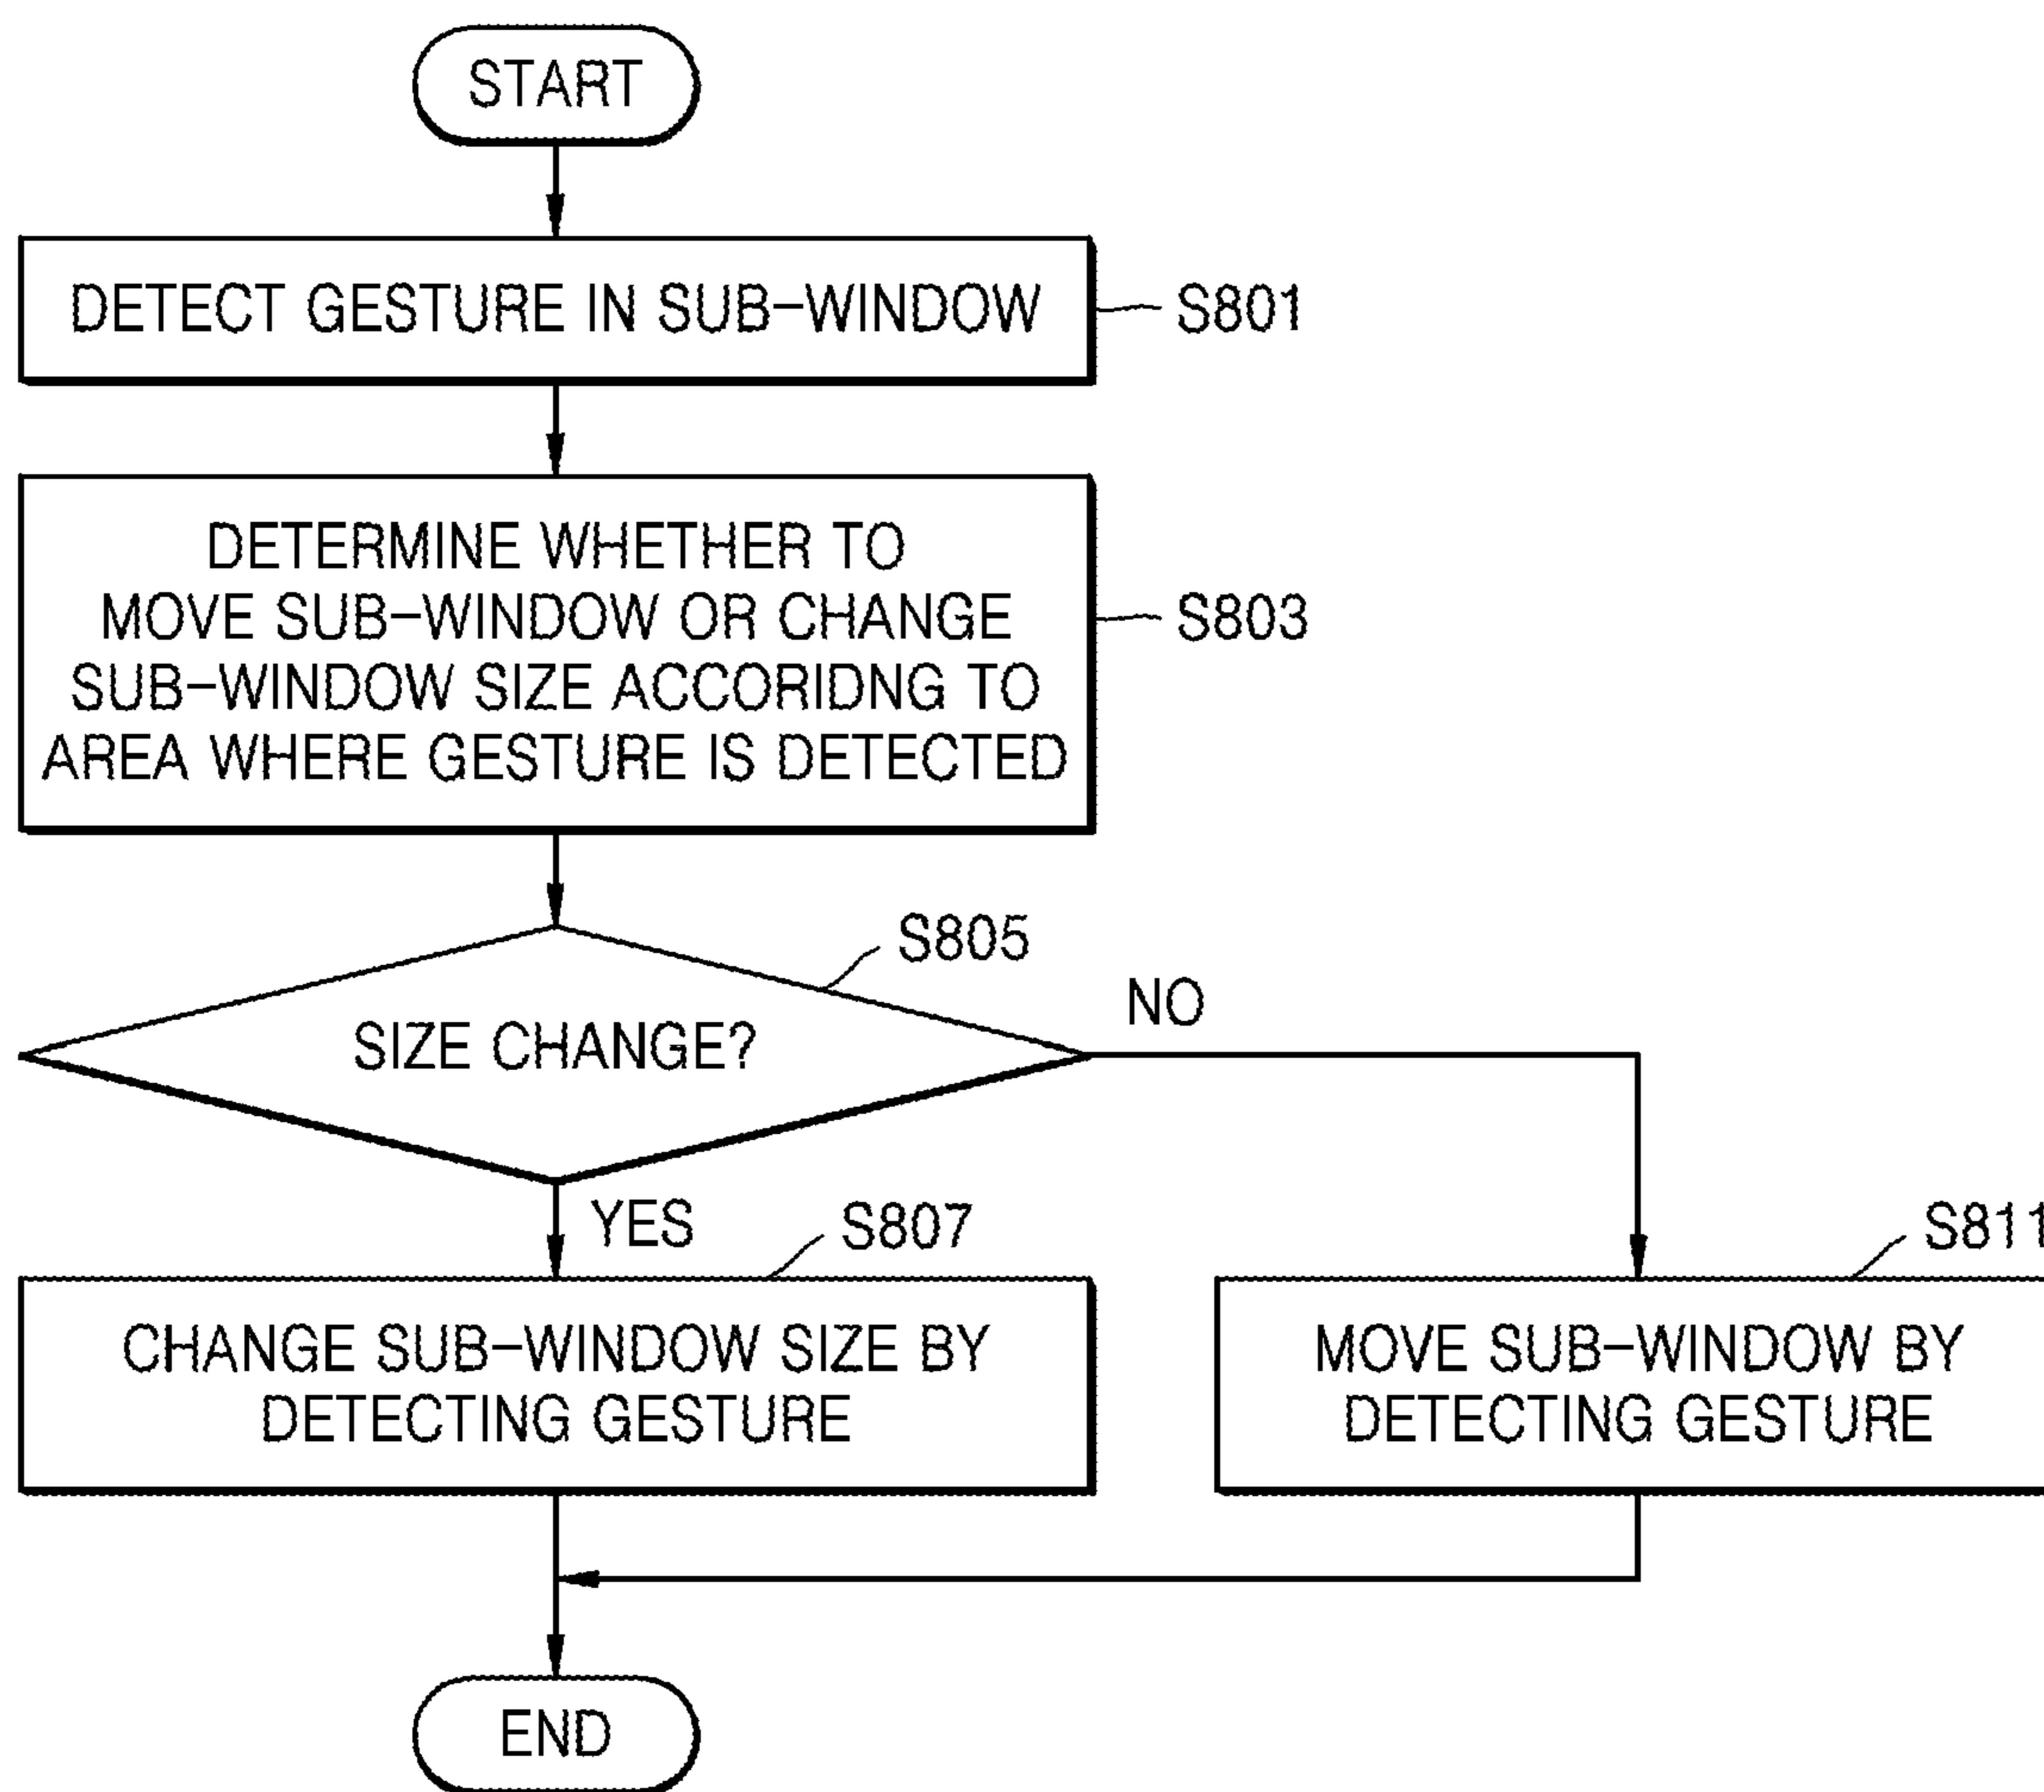 START
DETECT GESTURE IN SUB-WINDOW
S801
DETERMINE WHETHER TO
MOVE SUB-WINDOW OR CHANGE
SUB-WINDOW SIZE ACCORIDNG TO
AREA WHERE GESTURE IS DETECTED
S803
S805
SIZE CHANGE?
NO
YES
S807
CHANGE SUB-WINDOW SIZE BY
DETECTING GESTURE
S811
MOVE SUB-WINDOW BY
DETECTING GESTURE
END